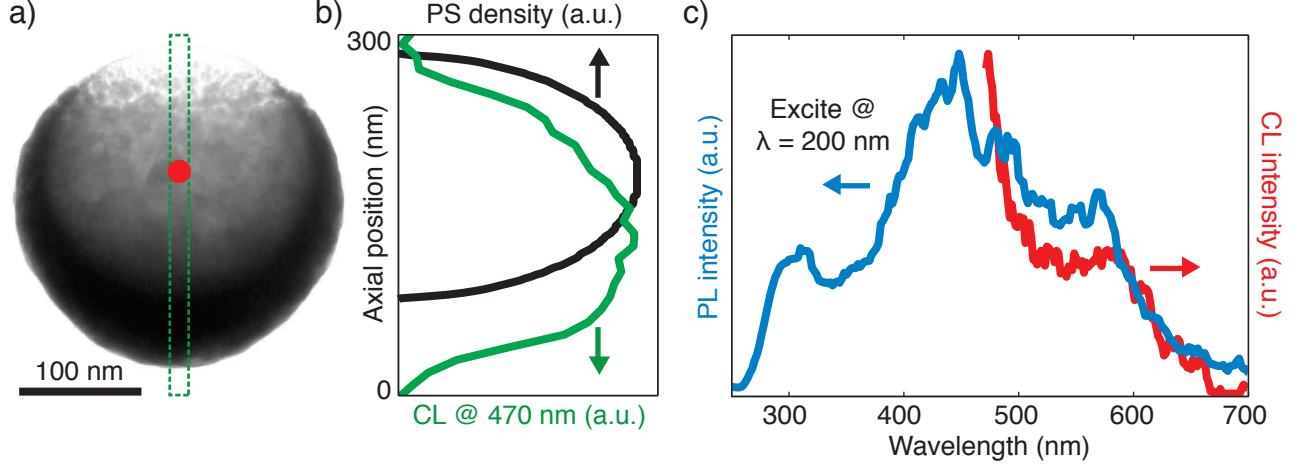 a)
100 nm
b)
PS density (a.u.)
300
Axial position (nm)
0
CL @ 470 nm (a.u.)
c)
PL intensity (a.u.)
Excite @
λ = 200 nm
CL intensity
(a.u.)
300
400
500
600
700
Wavelength (nm)